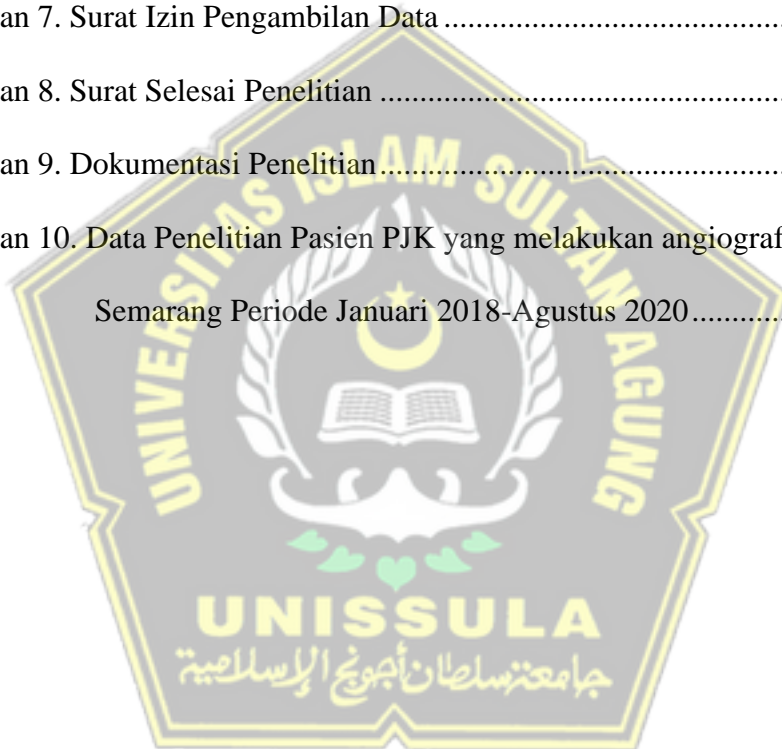 an 7. Surat Izin Pengambilan Data ..........................................
an 8. Surat Selesai Penelitian ..................................................
an 9. Dokumentasi Penelitian ..................................................
an 10. Data Penelitian Pasien PJK yang melakukan angiograf
Semarang Periode Januari 2018-Agustus 2020 ............
UNIVERSITAS ISLAM SULTAN AGUNG
UNISSULA
جامعة سلطان أجونج الإسلامية